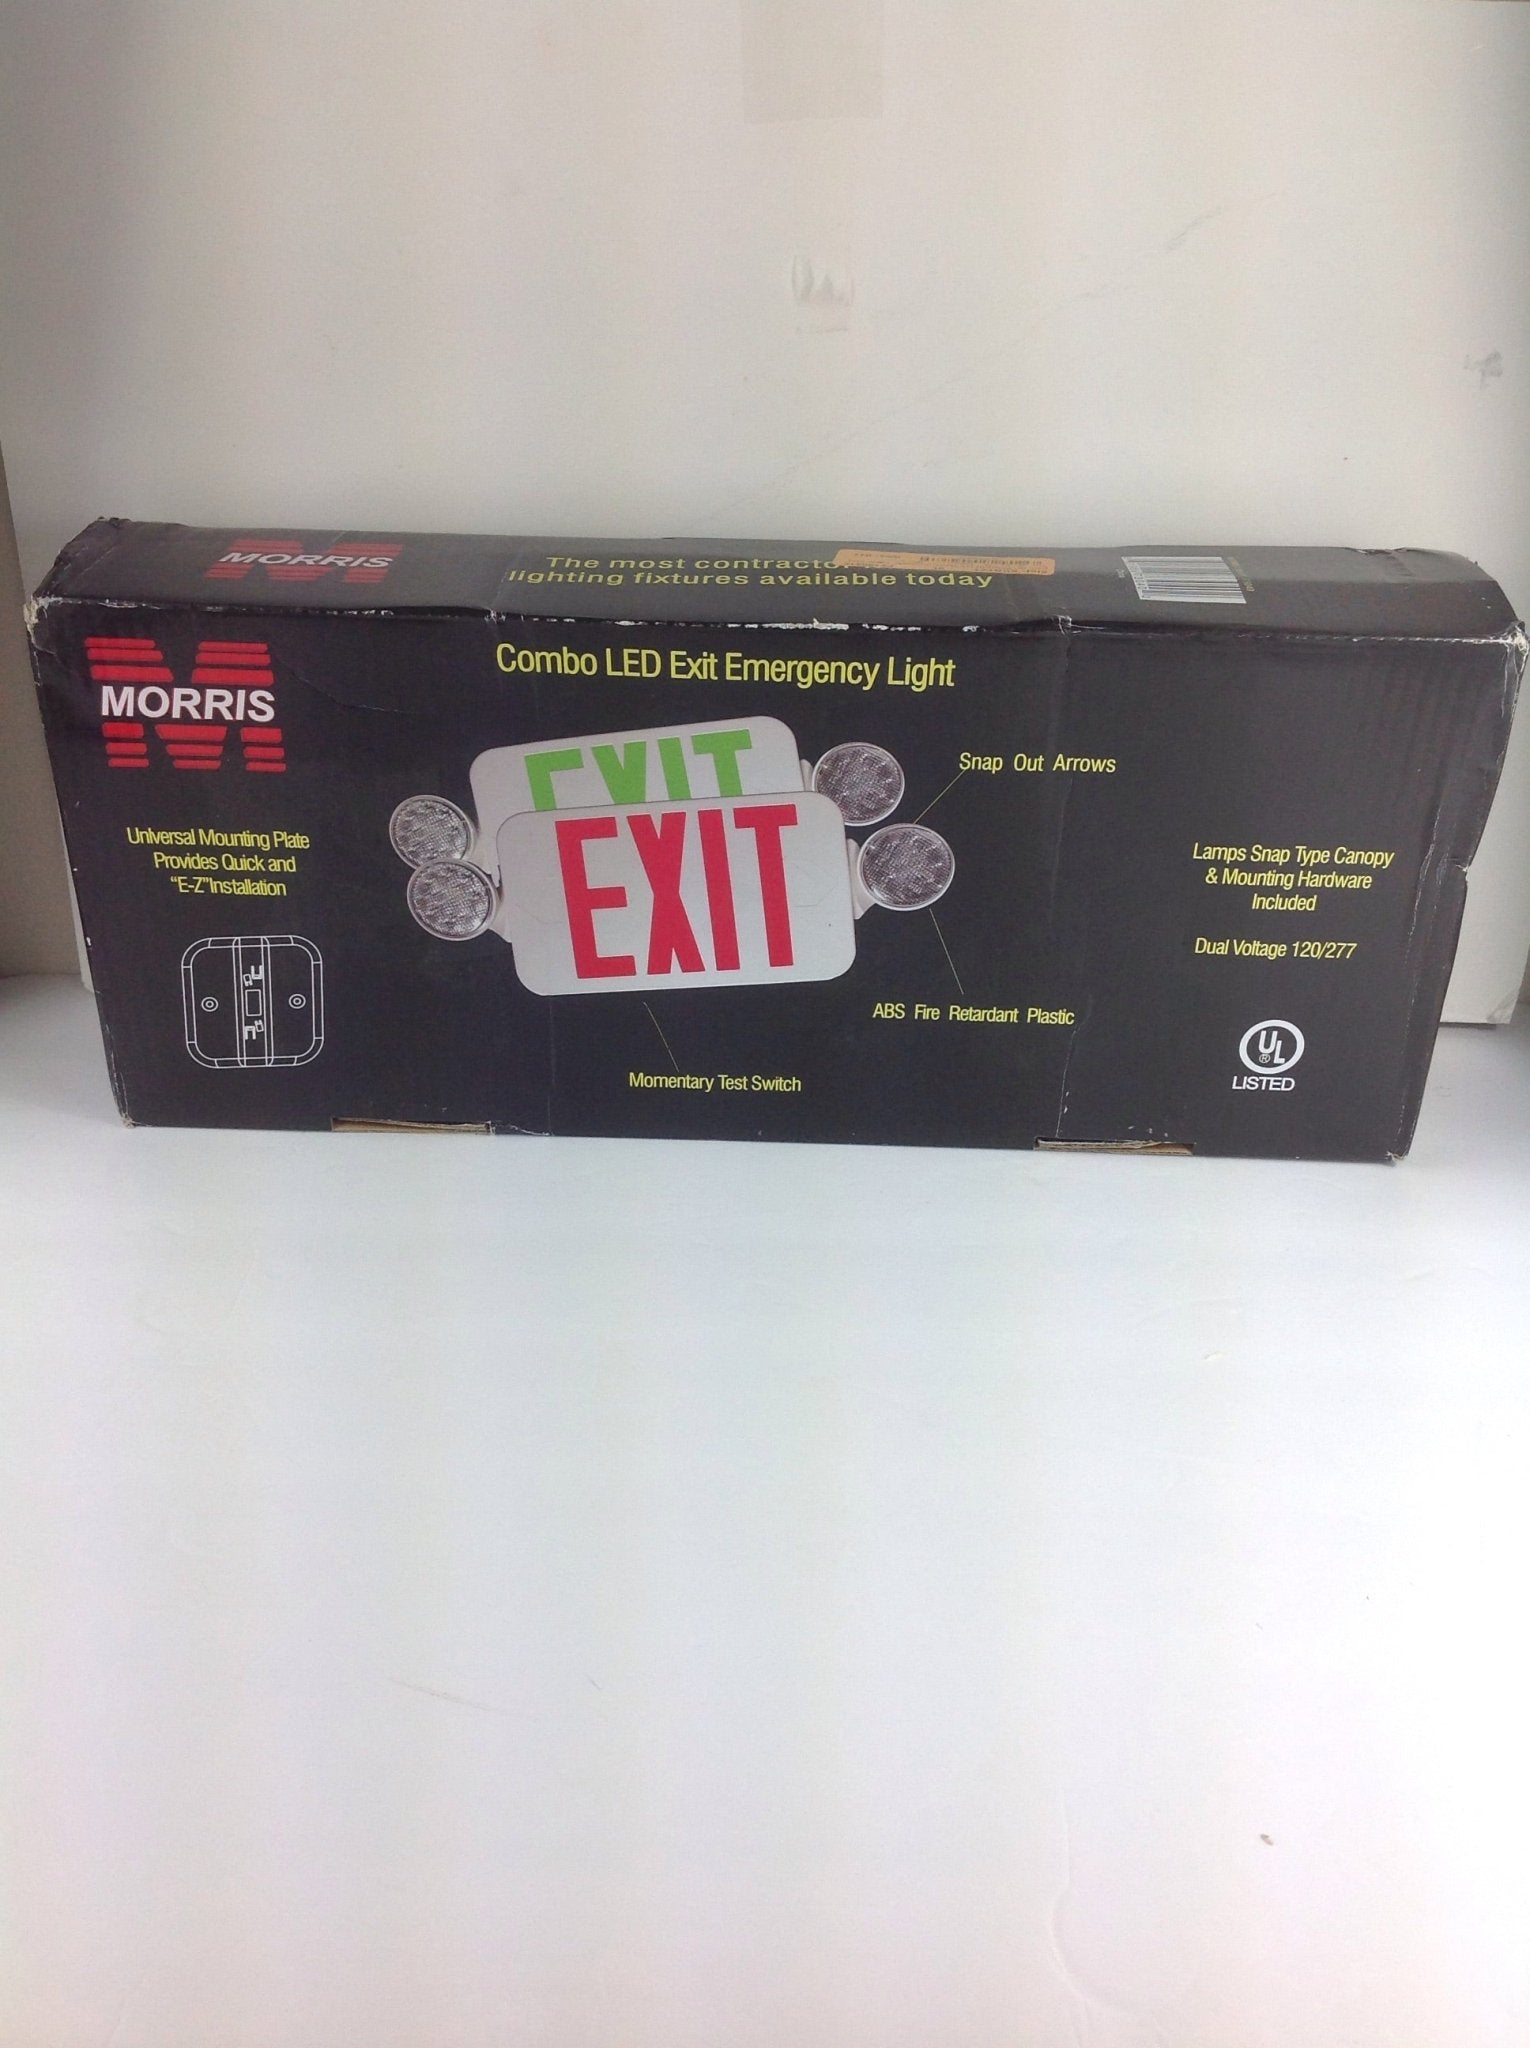 MORRIS
The most contractor
lighting fixtures available today
MORRIS
Combo LED Exit Emergency Light
EXIT
EXIT
Snap Out Arrows
Universal Mounting Plate
Provides Quick and
"E-Z"Installation
Lamps Snap Type Canopy
& Mounting Hardware
Included
Dual Voltage 120/277
ABS Fire Retardant Plastic
Momentary Test Switch
UL
®
LISTED